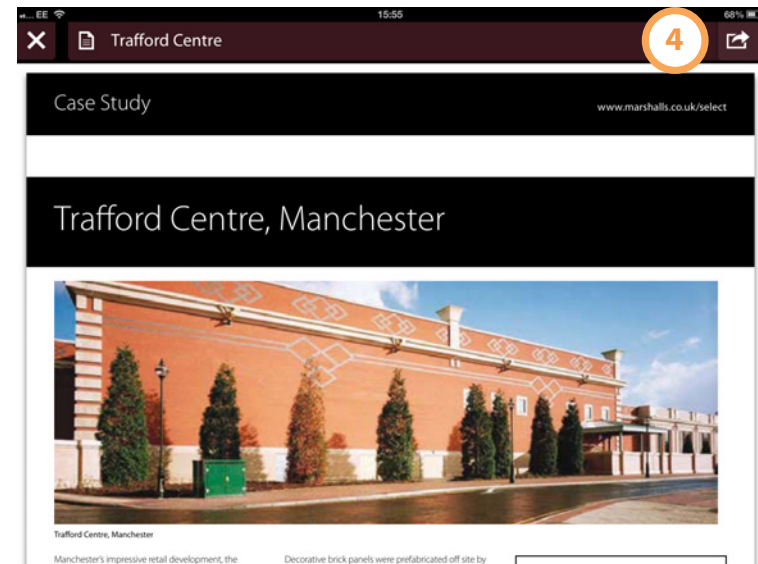 EE 15:55 68%
Trafford Centre 4
Case Study www.marshalls.co.uk/select
Trafford Centre, Manchester
Trafford Centre, Manchester
Manchester's impressive retail development, the
Decorative brick panels were prefabricated off site by